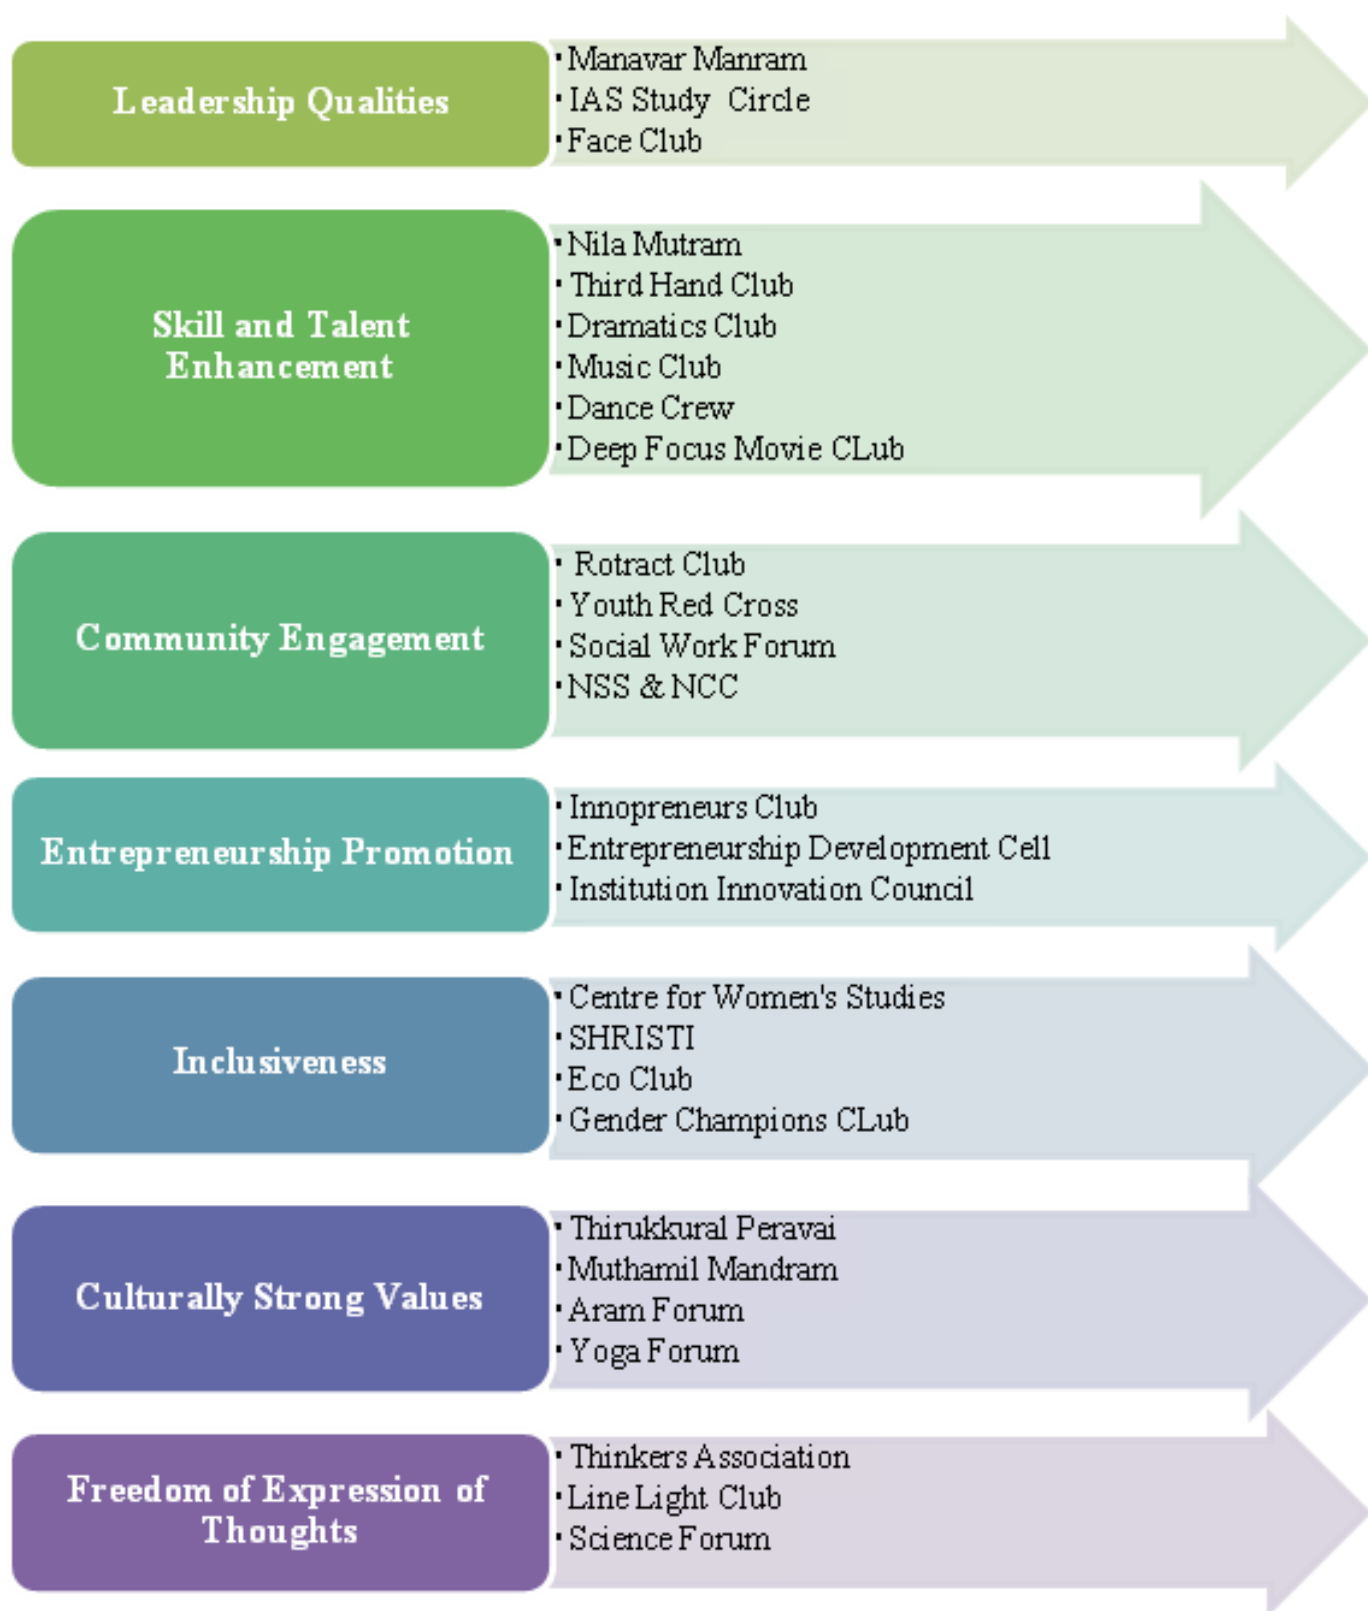 Leadership Qualities
· Manavar Manram
· IAS Study Circle
· Face Club
Skill and Talent
Enhancement
· Nila Mutram
· Third Hand Club
· Dramatics Club
· Music Club
· Dance Crew
· Deep Focus Movie CLub
Community Engagement
· Rotract Club
· Youth Red Cross
· Social Work Forum
· NSS & NCC
Entrepreneurship Promotion
· Innopreneurs Club
· Entrepreneurship Development Cell
· Institution Innovation Council
Inclusiveness
· Centre for Women's Studies
· SHRISTI
· Eco Club
· Gender Champions CLub
Culturally Strong Values
· Thirukkural Peravai
· Muthamil Mandram
· Aram Forum
· Yoga Forum
Freedom of Expression of
Thoughts
· Thinkers Association
· Line Light Club
· Science Forum